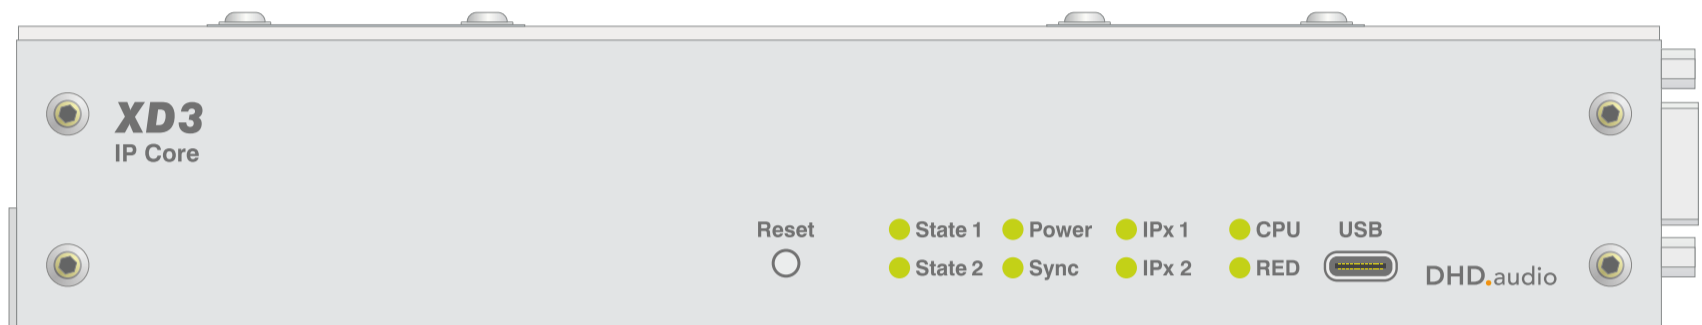 XD3
IP Core
Reset
State 1
Power
IPx 1
CPU
USB
State 2
Sync
IPx 2
RED
DHD.audio